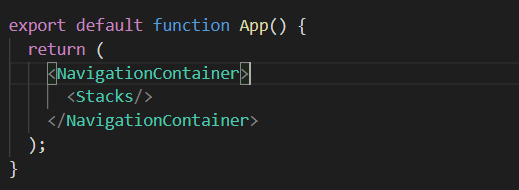 export default function App() {
  return (
    <NavigationContainer>
      <Stacks/>
    </NavigationContainer>
  );
}